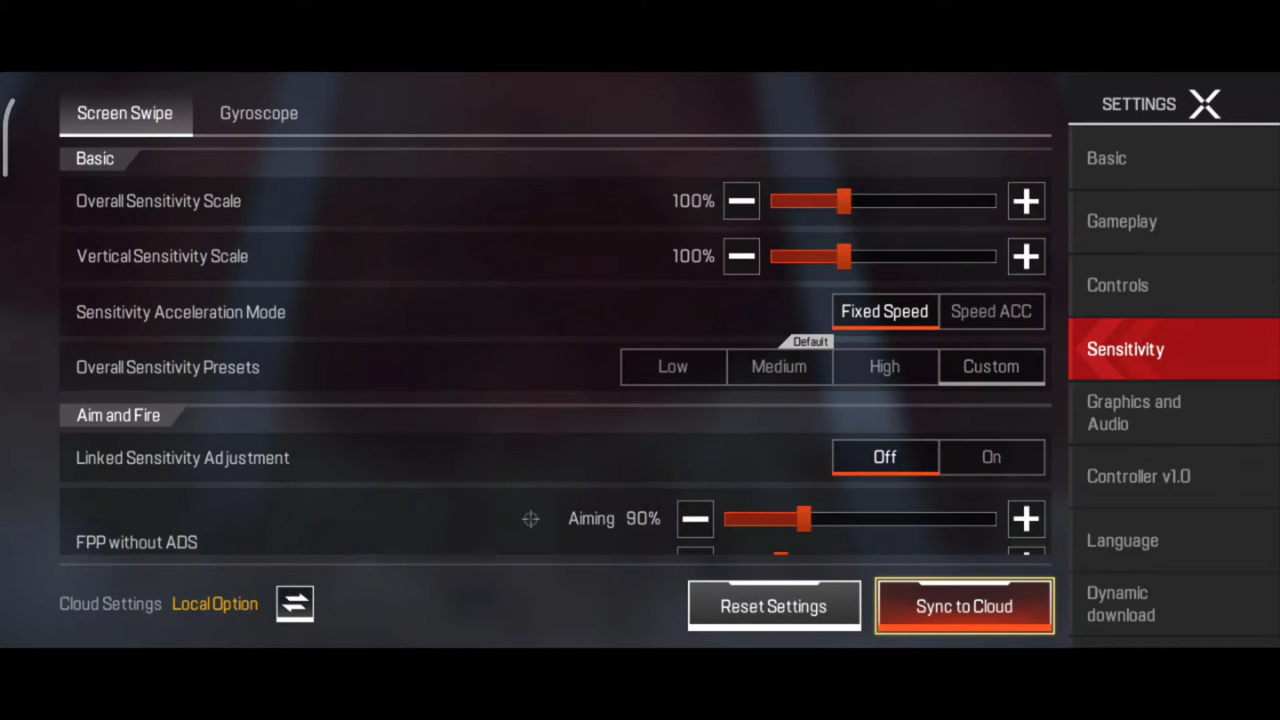 Screen Swipe Gyroscope
SETTINGS
Basic
Overall Sensitivity Scale 100%
Vertical Sensitivity Scale 100%
Sensitivity Acceleration Mode Fixed Speed Speed ACC
Default
Overall Sensitivity Presets Low Medium High Custom
Aim and Fire
Linked Sensitivity Adjustment Off On
Aiming 90%
FPP without ADS
Cloud Settings Local Option
Reset Settings Sync to Cloud
Basic
Gameplay
Controls
Sensitivity
Graphics and
Audio
Controller v1.0
Language
Dynamic
download